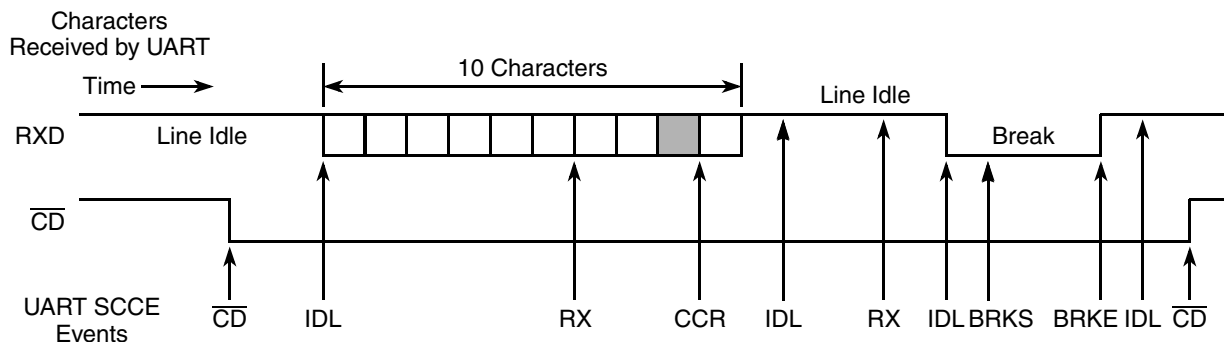 Characters
Received by UART
Time
10 Characters
RXD
Line Idle
Line Idle
Break
CD
UART SCCE
Events
CD
IDL
RX
CCR
IDL
RX
IDL
BRKS
BRKE
IDL
CD